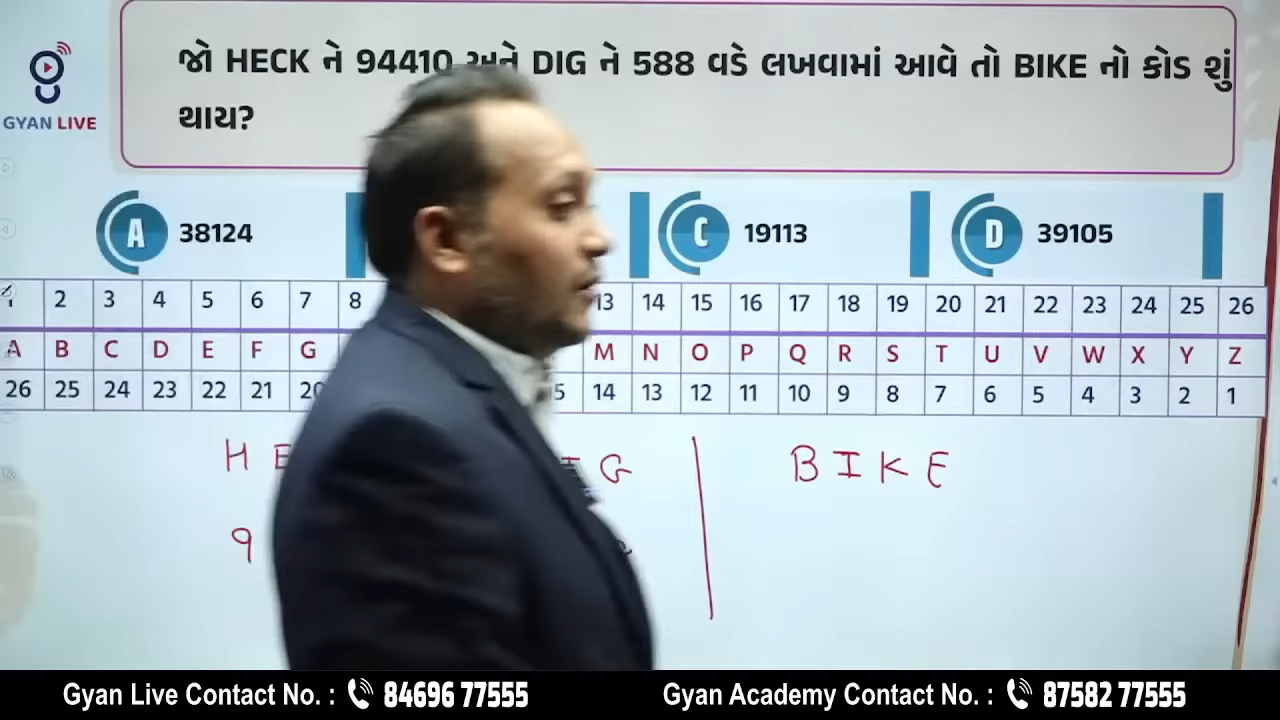 જો HECK ને 94410 અને DIG ને 588 વડે લખવામાં આવે તો BIKE નો કોડ શું
થાય?
GYAN LIVE
A 38124
C 19113
D 39105
1 2 3 4 5 6 7 8 13 14 15 16 17 18 19 20 21 22 23 24 25 26
A B C D E F G M N O P Q R S T U V W X Y Z
26 25 24 23 22 21 20 14 13 12 11 10 9 8 7 6 5 4 3 2 1
H E I G B I K E
9
Gyan Live Contact No. : 84696 77555 Gyan Academy Contact No. : 87582 77555